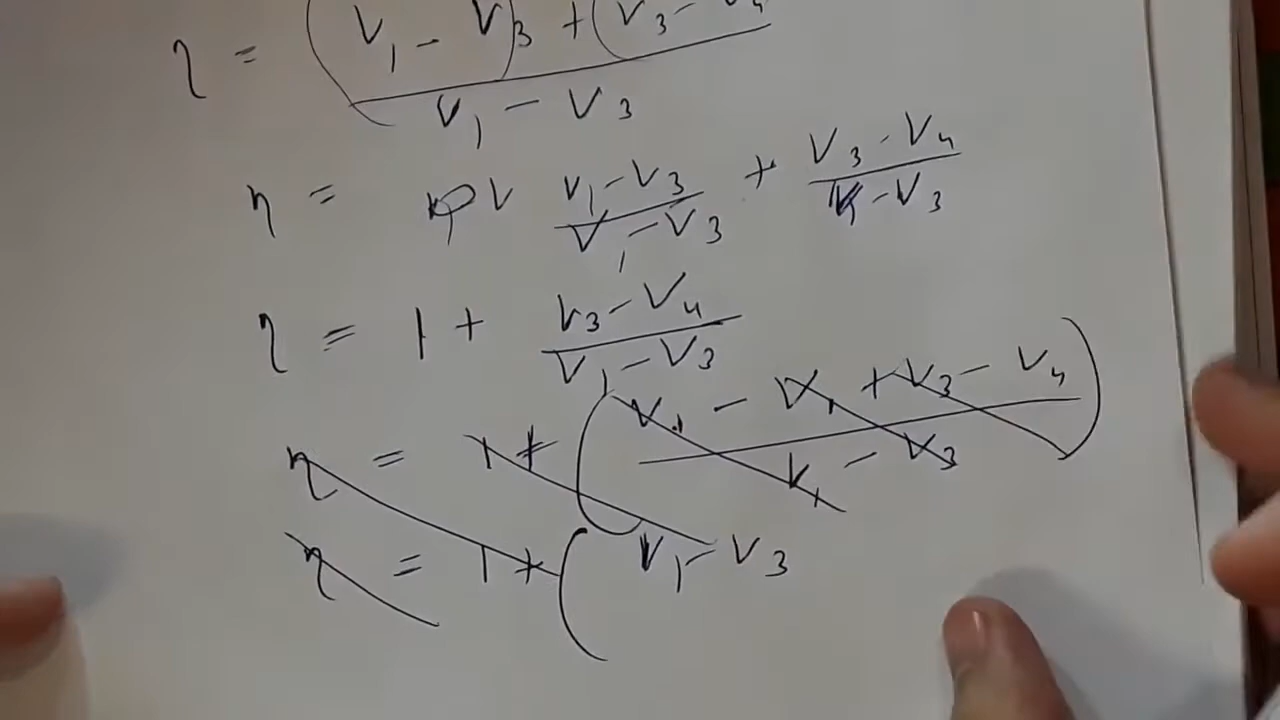 η = (V₁ - V₃) + (V₃ - V₄ / V₁ - V₃
η = V₁ - V₃ / V₁ - V₃ + V₃ - V₄ / V₁ - V₃
η = 1 + V₃ - V₄ / V₁ - V₃
η = 1 + (V₁ - V₁ + V₃ - V₄ / V₁ - V₃)
η = 1 + ( V₁ - V₃